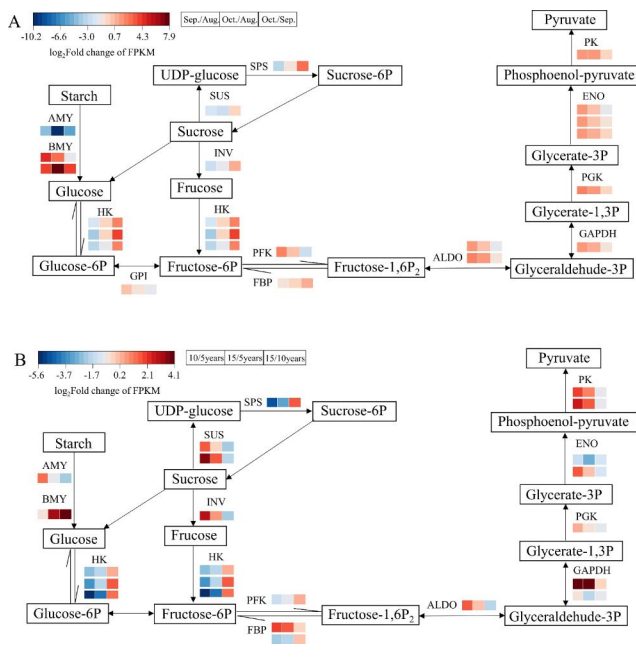 A
-10.2 -6.0 -2.9 0.7 4.3 7.9
log₂Fold change of FPKM
Sep./Aug. Oct./Aug. Oct./Sep.
Pyruvate
PK
UDP-glucose SPS Sucrose-6P Phosphoenol-pyruvate
Starch SUS ENO
AMY Sucrose
BMY INV Glycerate-3P
Glucose Frucose PGK
HK HK Glycerate-1,3P
GAPDH
Glucose-6P Fructose-6P PFK Fructose-1,6P₂ ALDO Glyceraldehude-3P
GPI FBP
B
-5.6 -3.7 -1.7 0.2 2.1 4.1
log₂Fold change of FPKM
10/5years 15/5years 15/10years
Pyruvate
PK
UDP-glucose SPS Sucrose-6P
Phosphoenol-pyruvate
Starch SUS ENO
AMY Sucrose
BMY INV Glycerate-3P
Glucose Frucose PGK
HK HK Glycerate-1,3P
GAPDH
Glucose-6P Fructose-6P PFK Fructose-1,6P₂ ALDO Glyceraldehude-3P
FBP